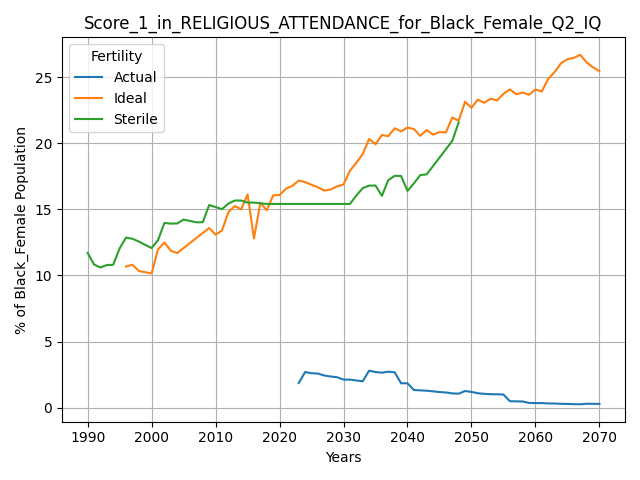 Score_1_in_RELIGIOUS_ATTENDANCE_for_Black_Female_Q2_IQ
Fertility
Actual
Ideal
Sterile
% of Black_Female Population
25
20
15
10
5
0
1990 2000 2010 2020 2030 2040 2050 2060 2070
Years